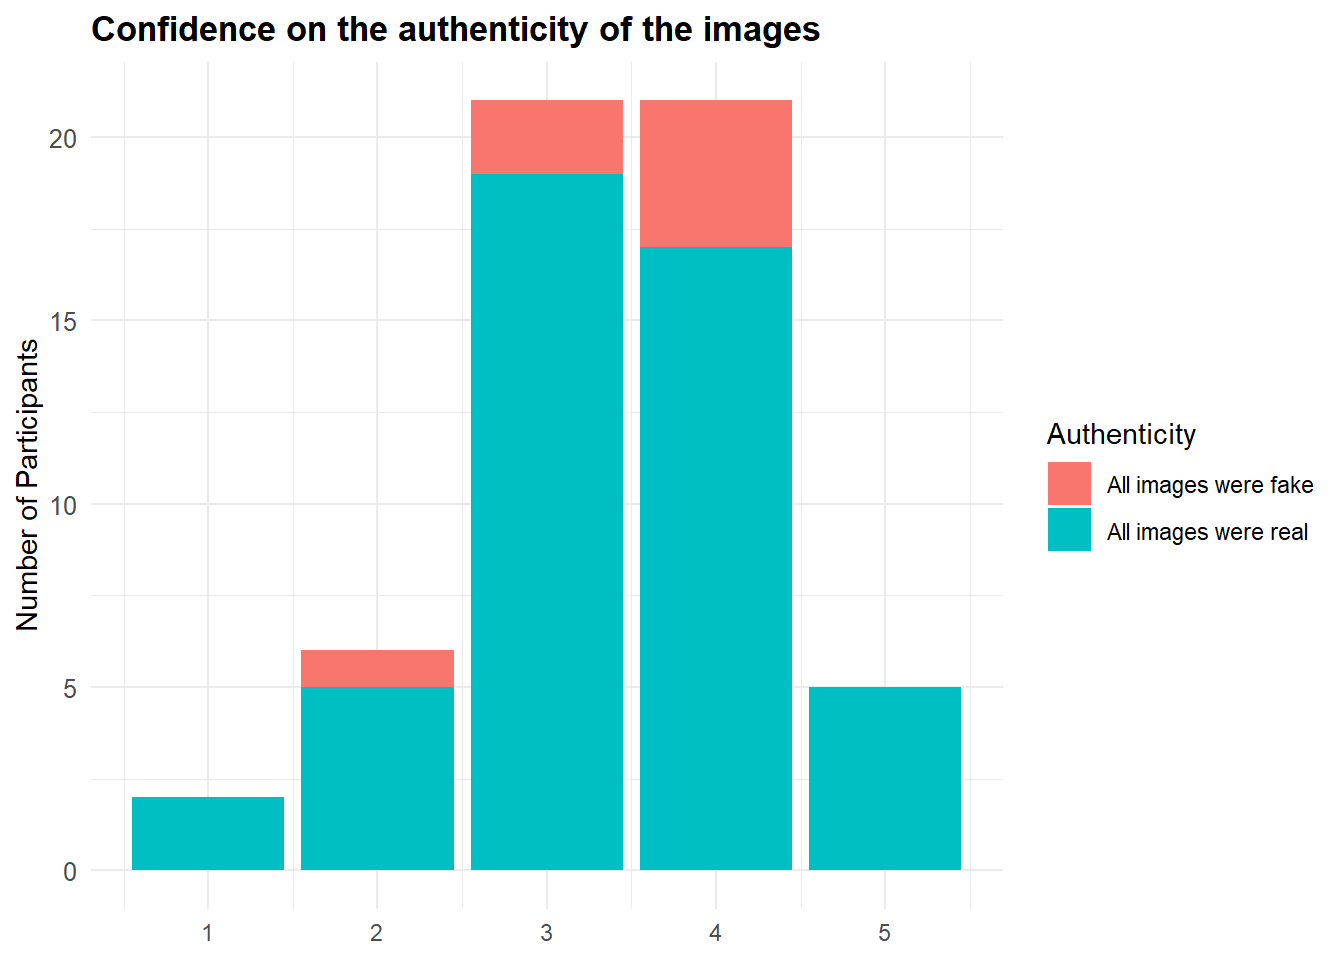 Confidence on the authenticity of the images
Number of Participants
20
15
10
5
0
1 2 3 4 5
Authenticity
All images were fake
All images were real